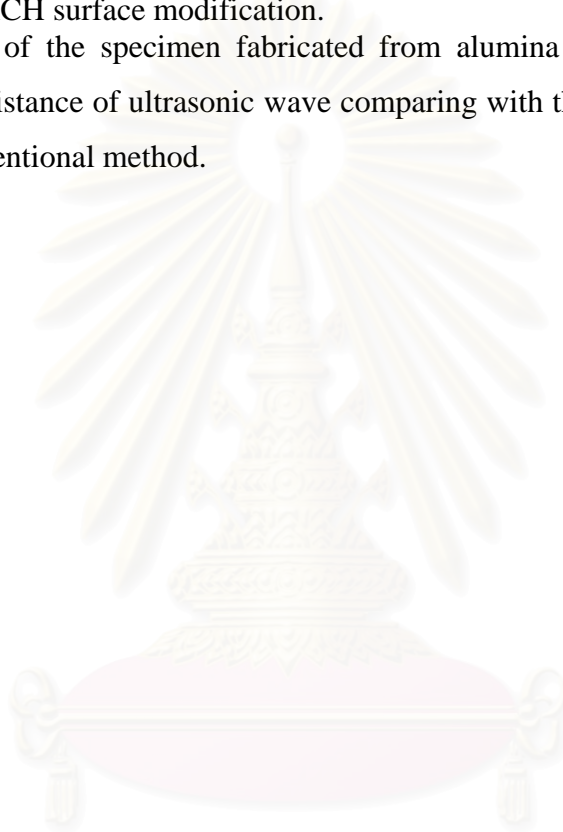 CH surface modification.
of the specimen fabricated from alumina
istance of ultrasonic wave comparing with
entional method.